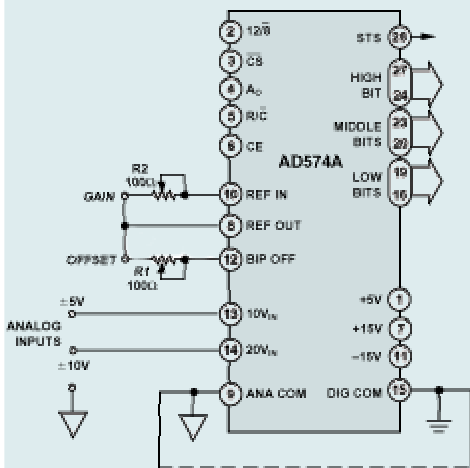 2 12/8̅
3 C̅S̅
4 Ao
5 R/C̅
6 CE
AD574A
STS 28
27
HIGH
BIT
24
23
MIDDLE
BITS
20
19
LOW
BITS
16
R2
100Ω
GAIN
10 REF IN
8 REF OUT
OFFSET
R1
100Ω
12 BIP OFF
±5V
13 10VIN
ANALOG
INPUTS
14 20VIN
±10V
9 ANA COM
+5V 1
+15V 7
−15V 11
DIG COM 15